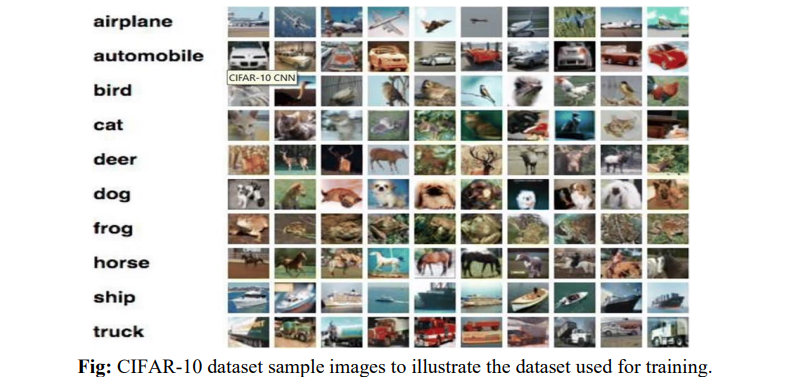 airplane
automobile
CIFAR-10 CNN
bird
cat
deer
dog
frog
horse
ship
truck
Fig: CIFAR-10 dataset sample images to illustrate the dataset used for training.